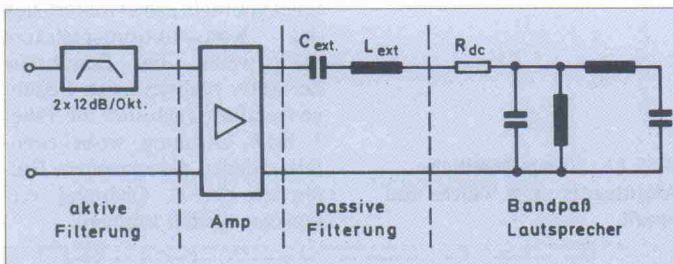 C ext.
L ext
R dc
2x12dB/Okt.
aktive
Filterung
Amp
passive
Filterung
Bandpaß
Lautsprecher